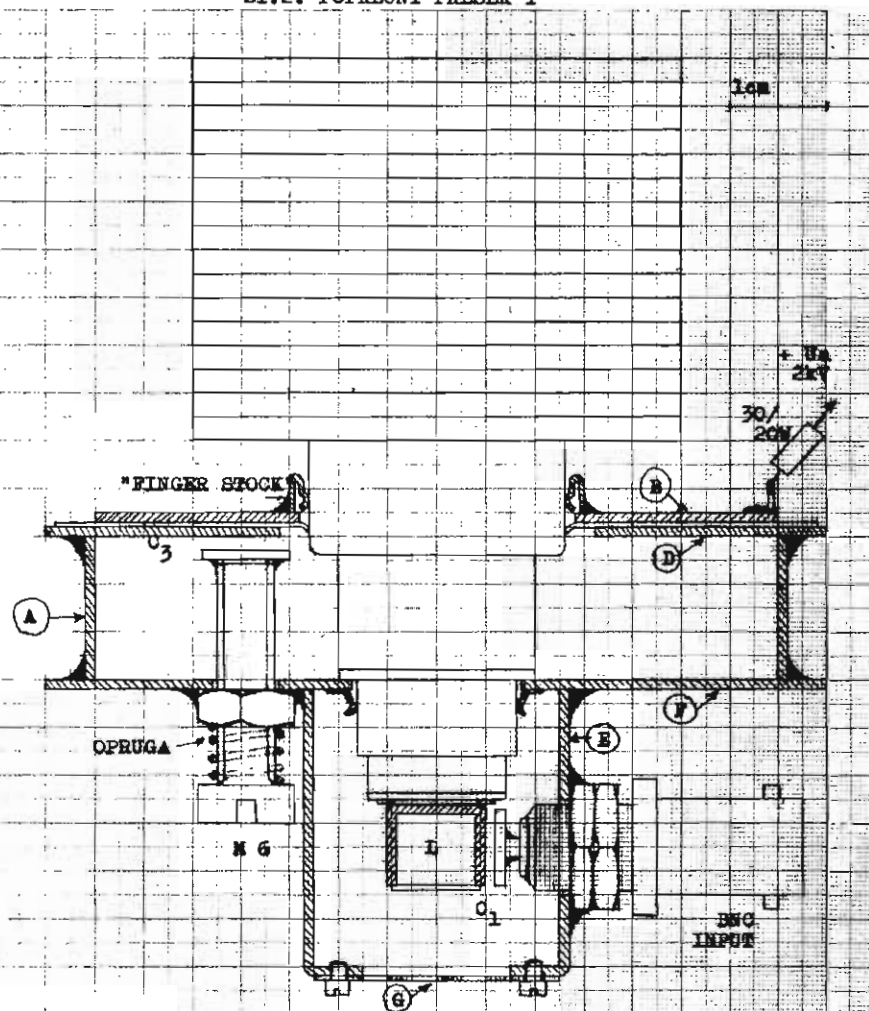 1cm
+ Ua
2kV
30/
20W
"FINGER STOCK
B
C3
D
A
F
OPRUGA
E
M 6
L
C1
BNC
INPUT
G